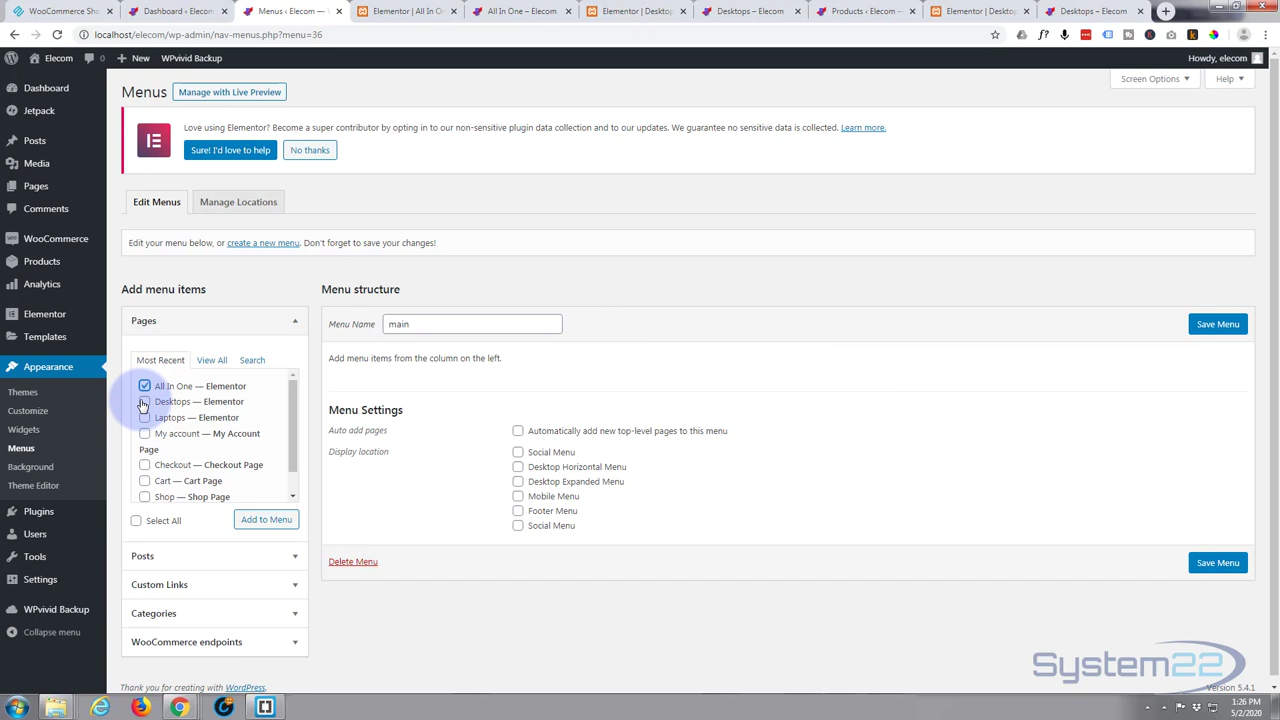 WooCommerce Sho
Dashboard ‹ Elecom
Menus ‹ Elecom — W
Elementor | All In One
All In One – Elecom
Elementor | Desktop
Desktops – Elecom
Products – Elecom
Elementor | Desktop
Desktops – Elecom
localhost/elecom/wp-admin/nav-menus.php?menu=36
Elecom
New
WPvivid Backup
Howdy, elecom
Dashboard
Jetpack
Posts
Media
Pages
Comments
WooCommerce
Products
Analytics
Elementor
Templates
Appearance
Themes
Customize
Widgets
Menus
Background
Theme Editor
Plugins
Users
Tools
Settings
WPvivid Backup
Collapse menu
Menus
Manage with Live Preview
Screen Options
Help
Love using Elementor? Become a super contributor by opting in to our non-sensitive plugin data collection and to our updates. We guarantee no sensitive data is collected. Learn more.
Sure! I'd love to help
No thanks
Edit Menus
Manage Locations
Edit your menu below, or create a new menu. Don't forget to save your changes!
Add menu items
Pages
Most Recent
View All
Search
All In One — Elementor
Desktops — Elementor
Laptops — Elementor
My account — My Account
Page
Checkout — Checkout Page
Cart — Cart Page
Shop — Shop Page
Select All
Add to Menu
Posts
Custom Links
Categories
WooCommerce endpoints
Menu structure
Menu Name
main
Save Menu
Add menu items from the column on the left.
Menu Settings
Auto add pages
Automatically add new top-level pages to this menu
Display location
Social Menu
Desktop Horizontal Menu
Desktop Expanded Menu
Mobile Menu
Footer Menu
Social Menu
Delete Menu
Save Menu
Thank you for creating with WordPress.
System22
Version 5.4.1
1:26 PM
5/2/2020